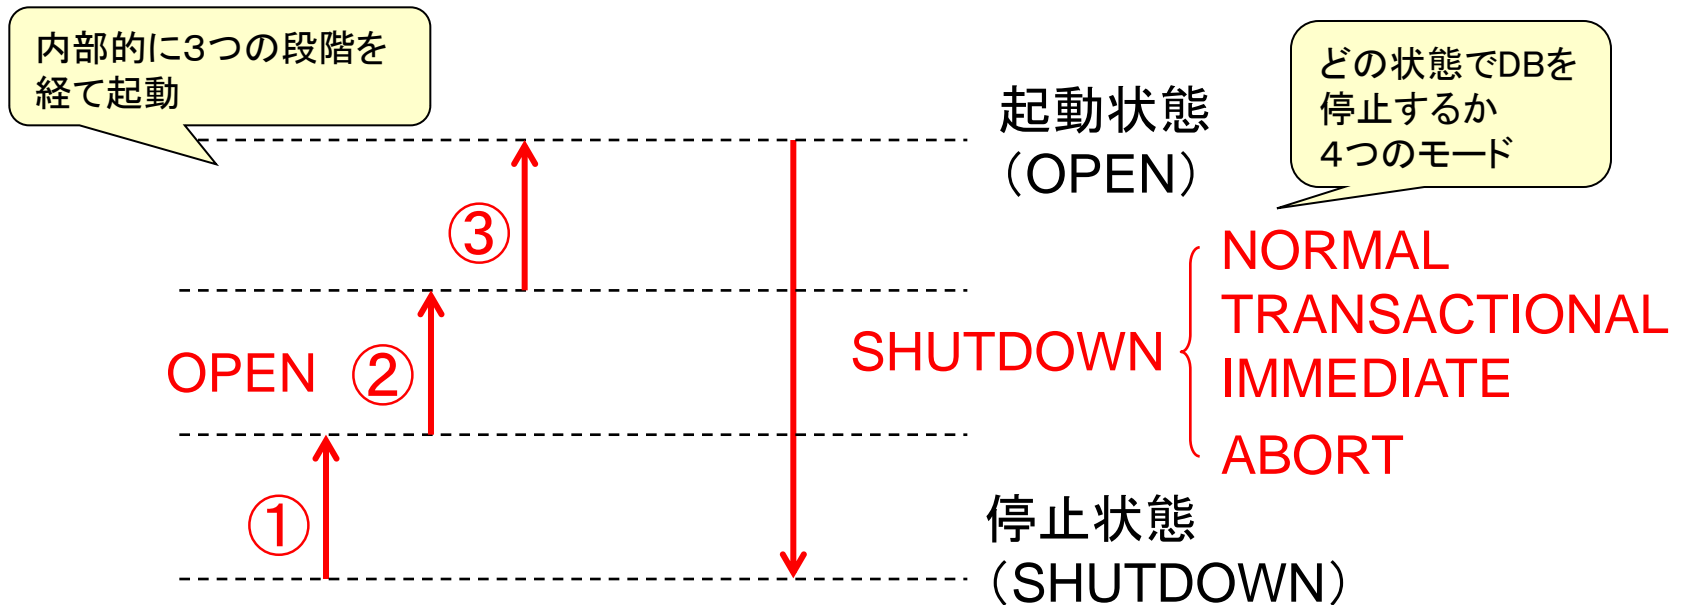 内部的に3つの段階を
経て起動
どの状態でDBを
停止するか
4つのモード
起動状態
（OPEN）
③
NORMAL
TRANSACTIONAL
SHUTDOWN
IMMEDIATE
OPEN
②
ABORT
①
停止状態
（SHUTDOWN）